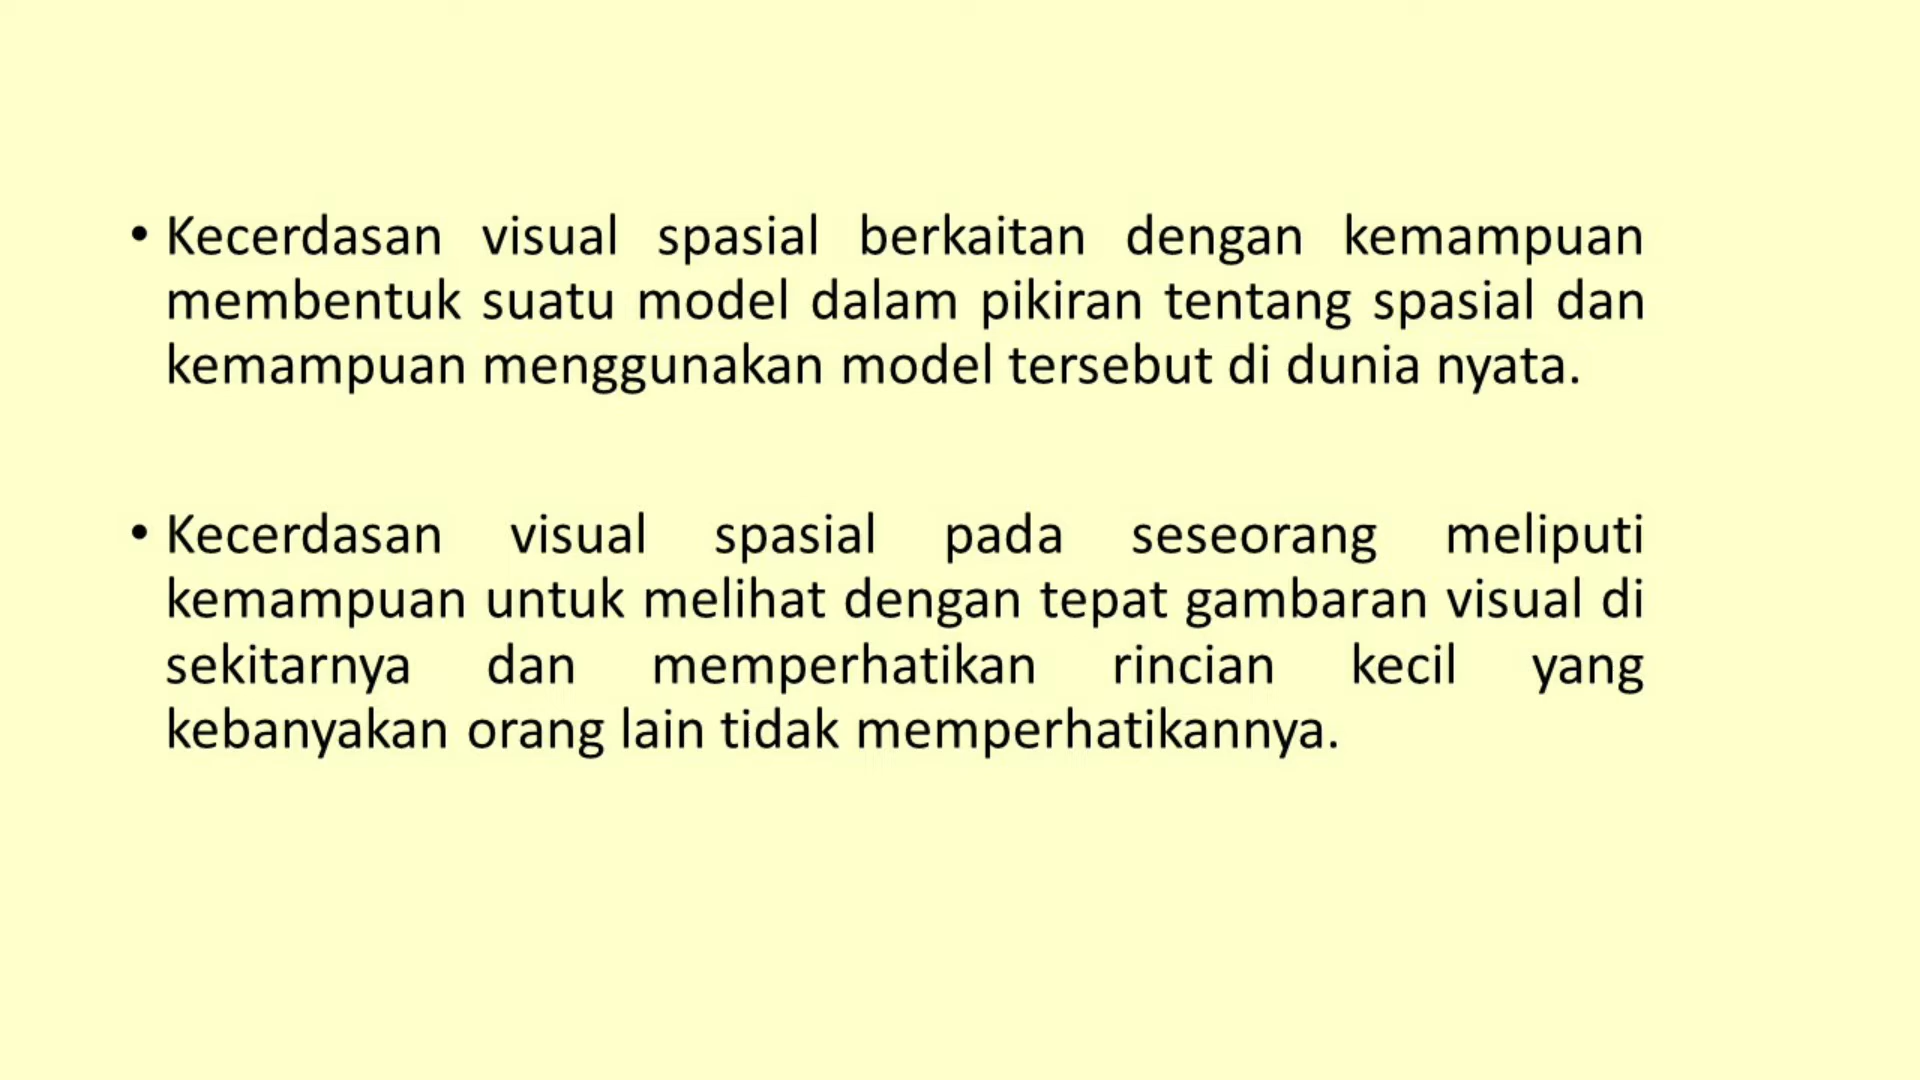 • Kecerdasan visual spasial berkaitan dengan kemampuan
membentuk suatu model dalam pikiran tentang spasial dan
kemampuan menggunakan model tersebut di dunia nyata.
• Kecerdasan visual spasial pada seseorang meliputi
kemampuan untuk melihat dengan tepat gambaran visual di
sekitarnya dan memperhatikan rincian kecil yang
kebanyakan orang lain tidak memperhatikannya.